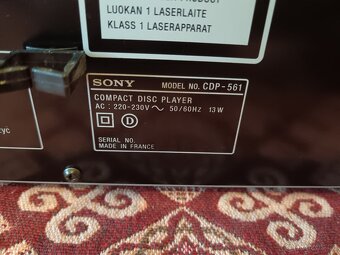 LUOKAN 1 LASERLAITE
KLASS 1 LASERAPPARAT
SONY
MODEL NO. CDP-561
COMPACT DISC PLAYER
AC : 220-230V ~ 50/60HZ 13W
D
SERIAL NO.
MADE IN FRANCE